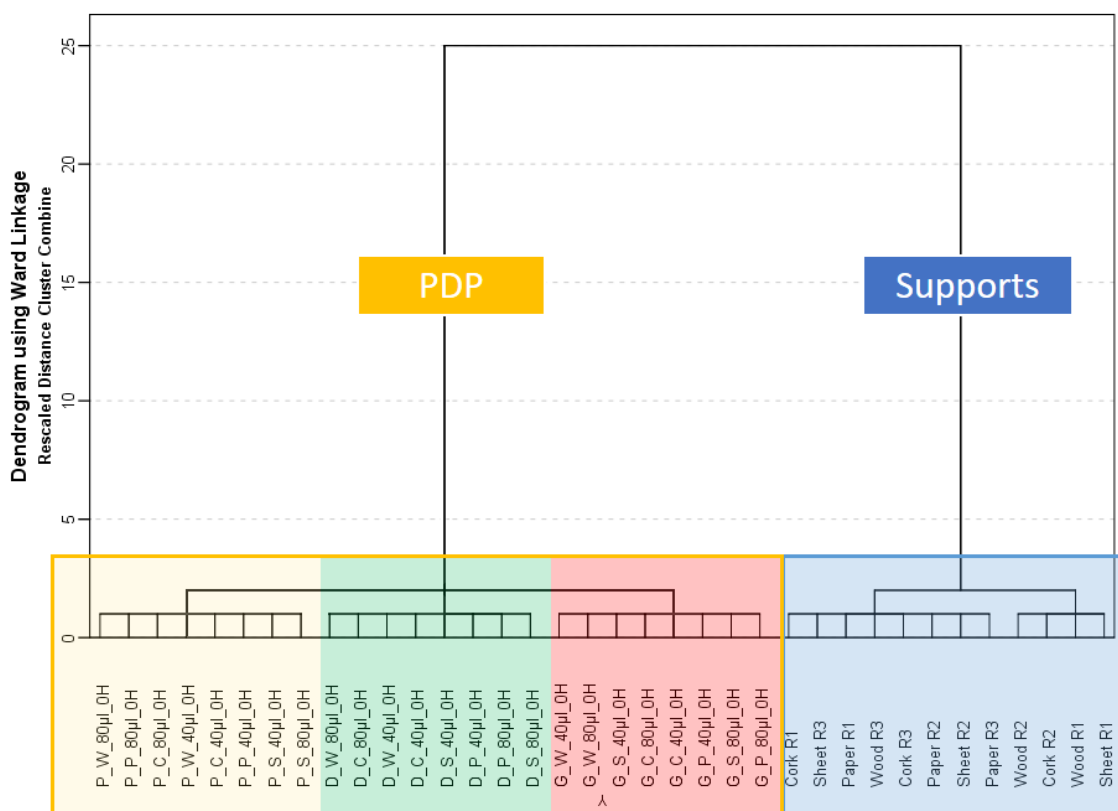 Dendrogram using Ward Linkage
Rescaled Distance Cluster Combine
25
20
15
10
5
0
PDP
Supports
P_W_80µl_0H
P_P_80µl_0H
P_C_80µl_0H
P_W_40µl_0H
P_C_40µl_0H
P_P_40µl_0H
P_S_40µl_0H
P_S_80µl_0H
D_W_80µl_0H
D_C_80µl_0H
D_W_40µl_0H
D_C_40µl_0H
D_S_40µl_0H
D_P_40µl_0H
D_P_80µl_0H
D_S_80µl_0H
G_W_40µl_0H
G_W_80µl_0H
G_S_40µl_0H
G_C_80µl_0H
G_C_40µl_0H
G_P_40µl_0H
G_S_80µl_0H
G_P_80µl_0H
Cork R1
Sheet R3
Paper R1
Wood R3
Cork R3
Paper R2
Sheet R2
Paper R3
Wood R2
Cork R2
Wood R1
Sheet R1
Y